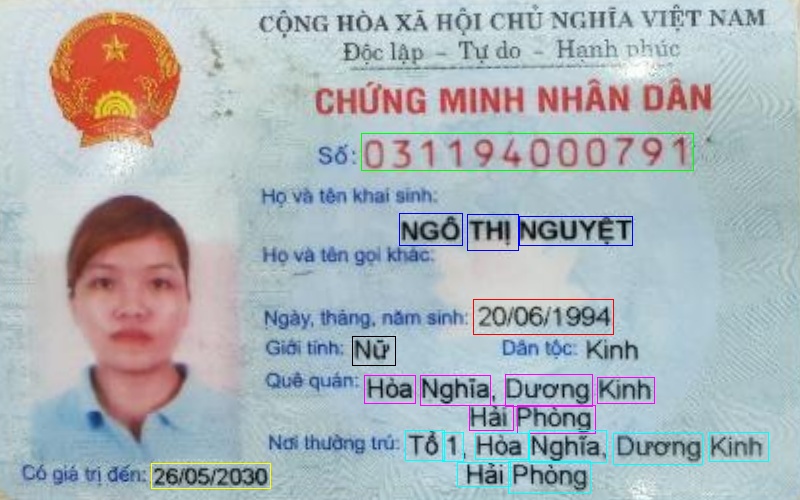 CỘNG HÒA XÃ HỘI CHỦ NGHĨA VIỆT NAM
Độc lập – Tự do – Hạnh phúc
CHỨNG MINH NHÂN DÂN
Số: 031194000791
Họ và tên khai sinh:
NGÔ THỊ NGUYỆT
Họ và tên gọi khác:
Ngày, tháng, năm sinh: 20/06/1994
Giới tính: Nữ Dân tộc: Kinh
Quê quán: Hòa Nghĩa, Dương Kinh
Hải Phòng
Nơi thường trú: Tổ 1, Hòa Nghĩa, Dương Kinh
Hải Phòng
Có giá trị đến: 26/05/2030